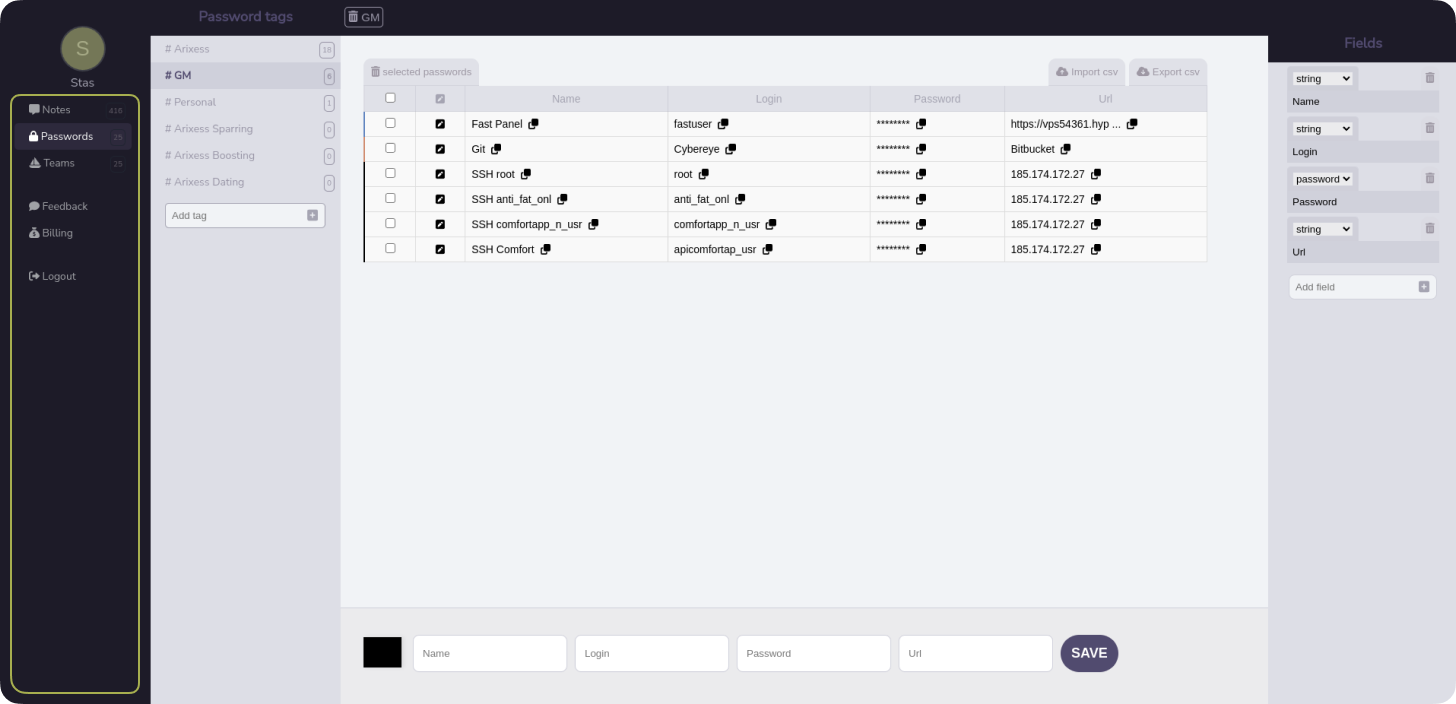 S
Stas
Notes 416
Passwords 25
Teams 25
Feedback
Billing
Logout
Password tags
# Arixess 18
# GM 6
# Personal 1
# Arixess Sparring 0
# Arixess Boosting 0
# Arixess Dating 0
Add tag
GM
selected passwords
Import csv
Export csv
Name Login Password Url
Fast Panel fastuser ******** https://vps54361.hyp ...
Git Cybereye ******** Bitbucket
SSH root root ******** 185.174.172.27
SSH anti_fat_onl anti_fat_onl ******** 185.174.172.27
SSH comfortapp_n_usr comfortapp_n_usr ******** 185.174.172.27
SSH Comfort apicomfortap_usr ******** 185.174.172.27
Name
Login
Password
Url
SAVE
Fields
string
Name
string
Login
password
Password
string
Url
Add field